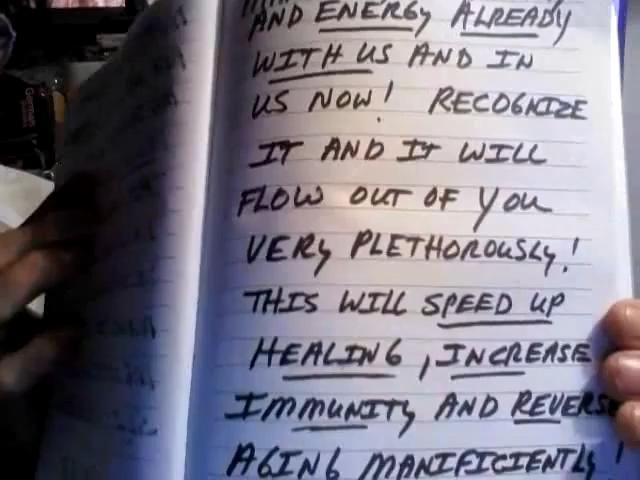 AND ENERGY ALREADY
WITH US AND IN
US NOW! RECOGNIZE
IT AND IT WILL
FLOW OUT OF YOU
VERY PLETHOROUSLY!
THIS WILL SPEED UP
HEALING, INCREASE
IMMUNITY AND REVERS
AGING MANIFICIENTLY!